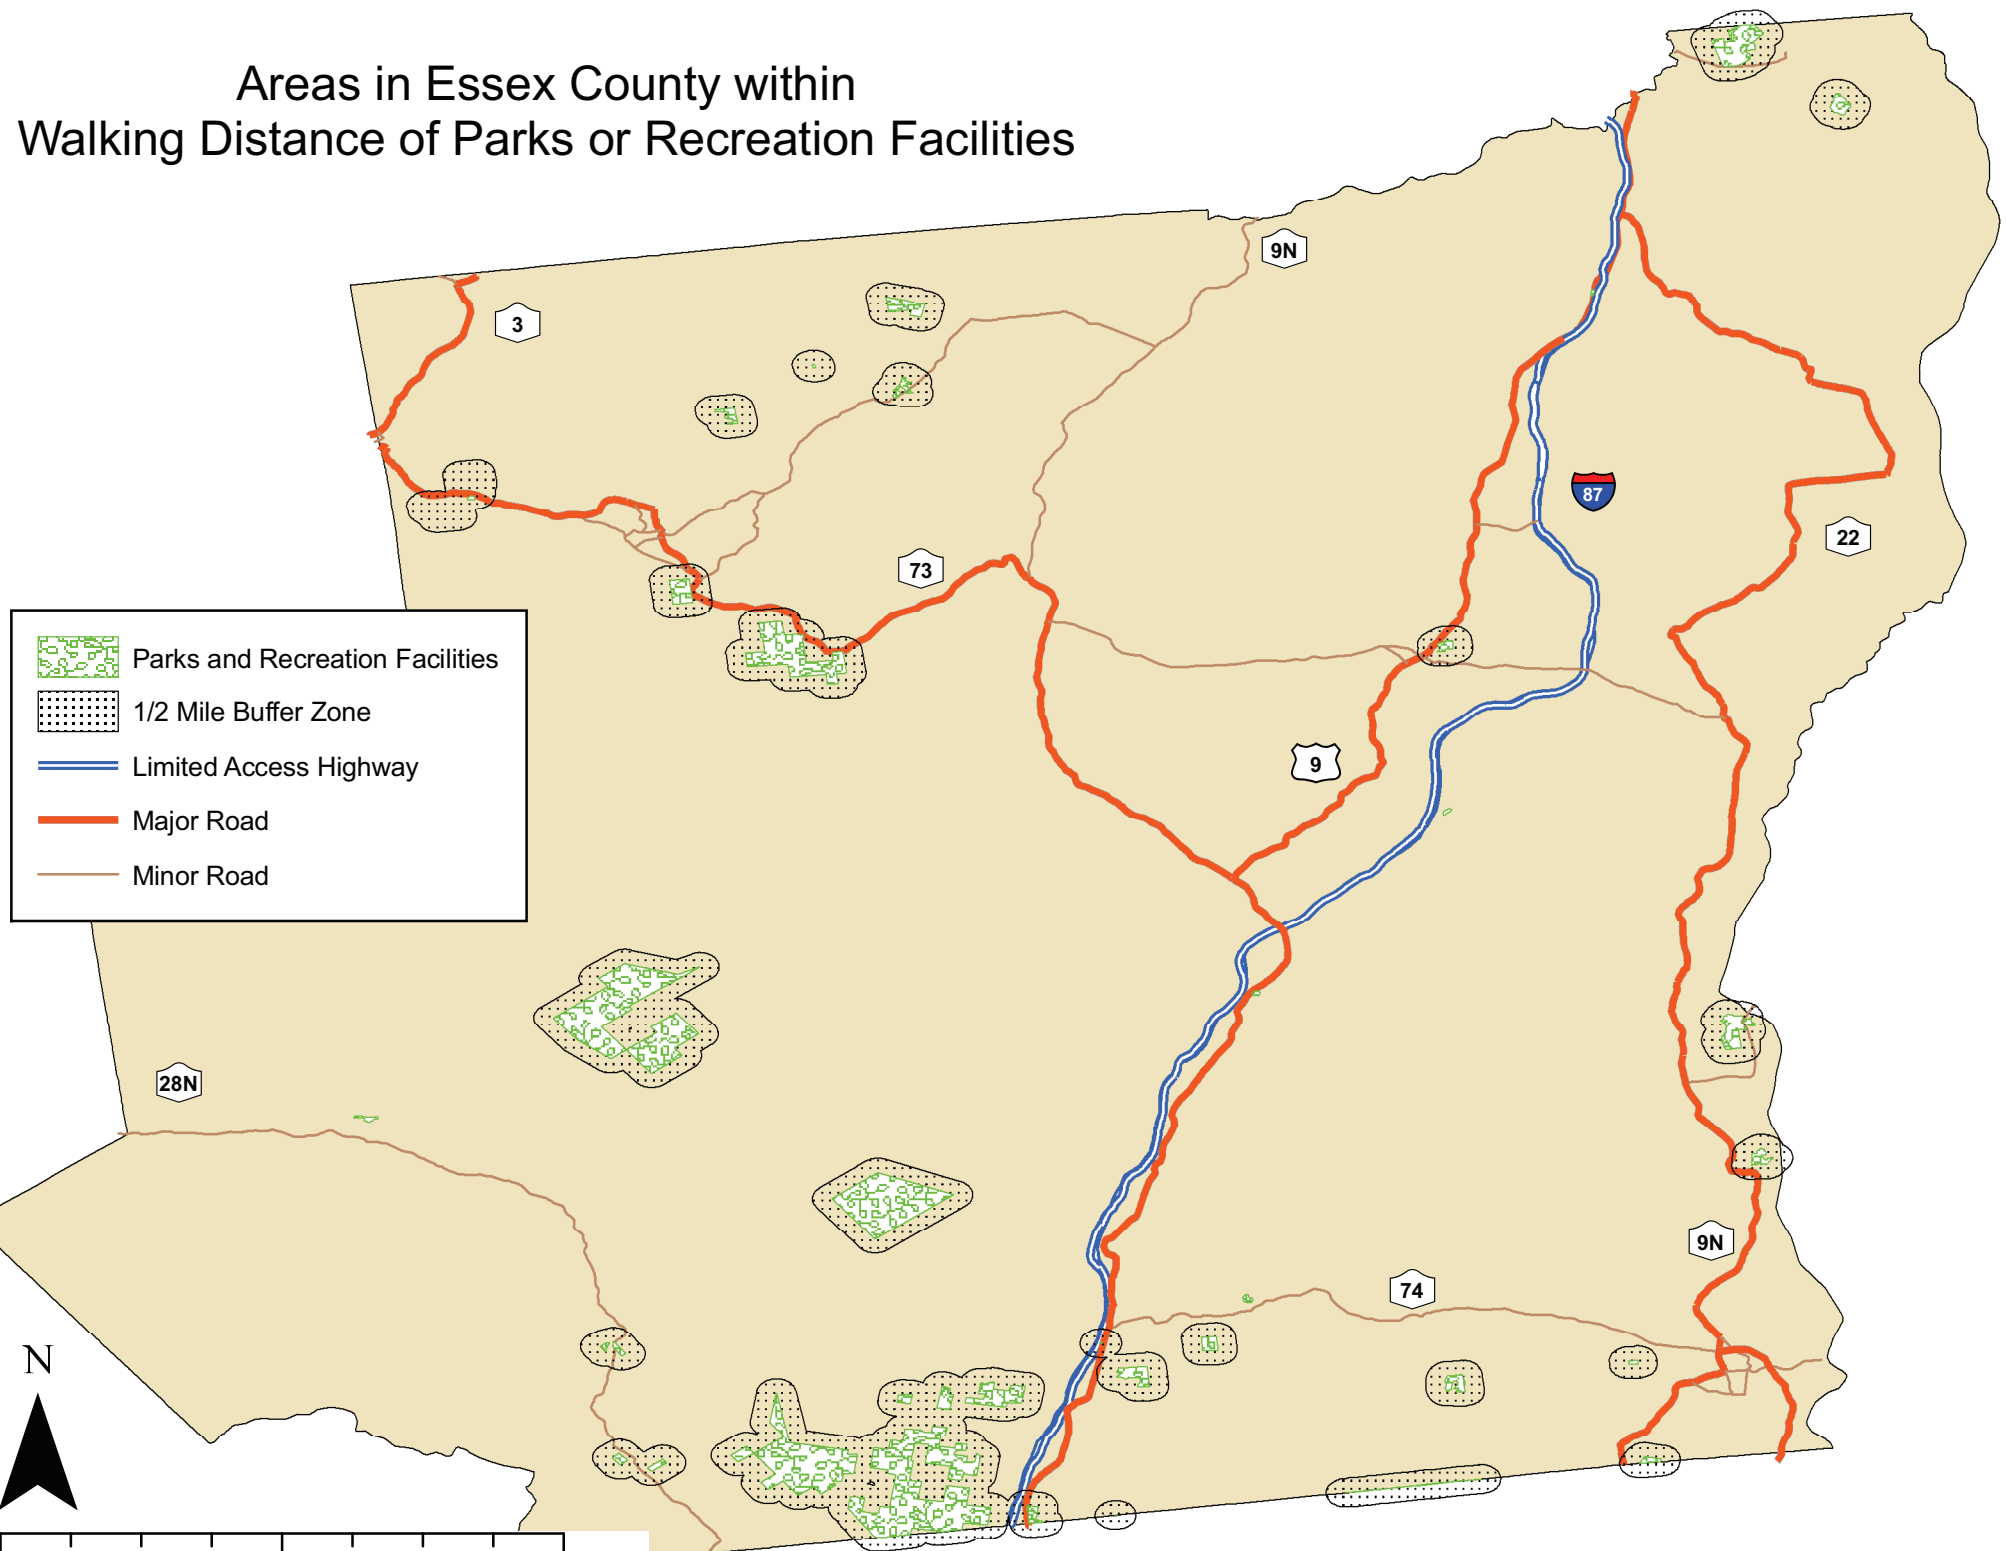 Areas in Essex County within
Walking Distance of Parks or Recreation Facilities
9N
3
87
22
73
Parks and Recreation Facilities
1/2 Mile Buffer Zone
Limited Access Highway
Major Road
Minor Road
9
28N
9N
74
N